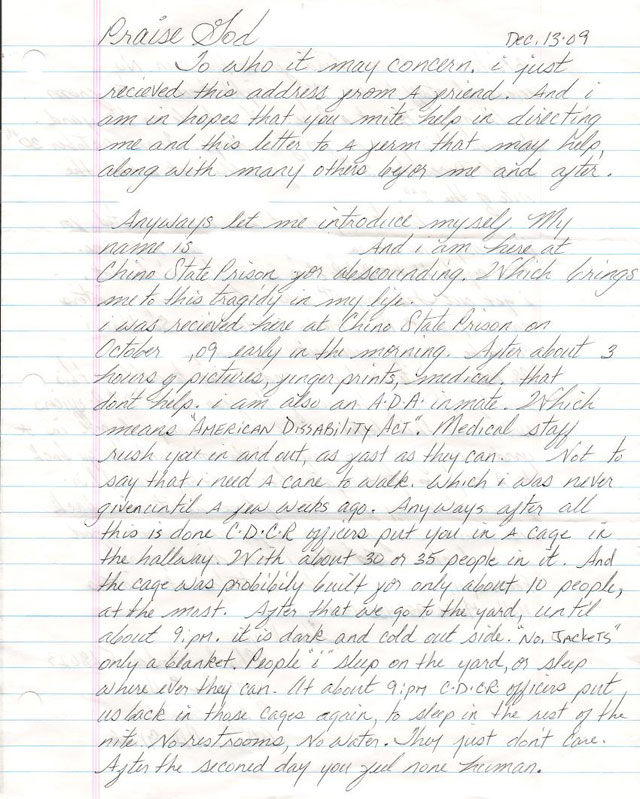 Praise God Dec. 13·09
To who it may concern. i just
recieved this address from A friend. And i
am in hopes that you mite help in directing
me and this letter to A ferm that may help,
along with many others befor me and after.
Anyways let me introduce myself My
name is And i am here at
Chino State Prison for abscounding. Which brings
me to this tragidy in my life.
i was recieved here at Chino State Prison on
October ,09 early in the morning. After about 3
hours of pictures, finger prints, medical. that
dont help. i am also an A.D.A. inmate. Which
means "AMERICAN DISSABILITY ACT". Medical staff
rush you in and out, as fast as they can. Not to
say that i need A cane to walk. Which i was never
given until A few weeks ago. Anyways after all
this is done C·D·C·R officers put you in A cage in
the hallway. With about 30 or 35 people in it. And
the cage was probibily built for only about 10 people,
at the most. After that we go to the yard, until
about 9:pm. it is dark and cold out side. "No. JACKETS"
only a blanket. People "i" sleep on the yard, or sleep
where ever they can. At about 9:pm C·D·CR officers put
us back in those cages again, to sleep in the rest of the
nite. No restrooms, No water. They just don't care.
After the seconed day you feel none human.